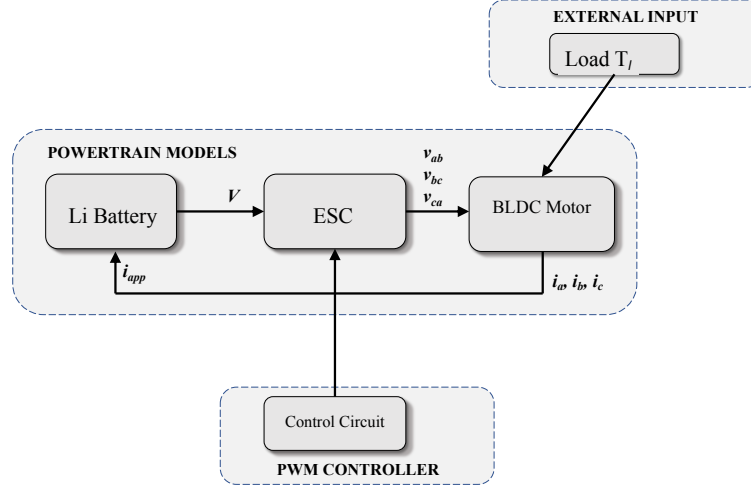 EXTERNAL INPUT
Load T_l
POWERTRAIN MODELS
v_ab
v_bc
v_ca
Li Battery
V
ESC
BLDC Motor
i_app
i_a, i_b, i_c
Control Circuit
PWM CONTROLLER